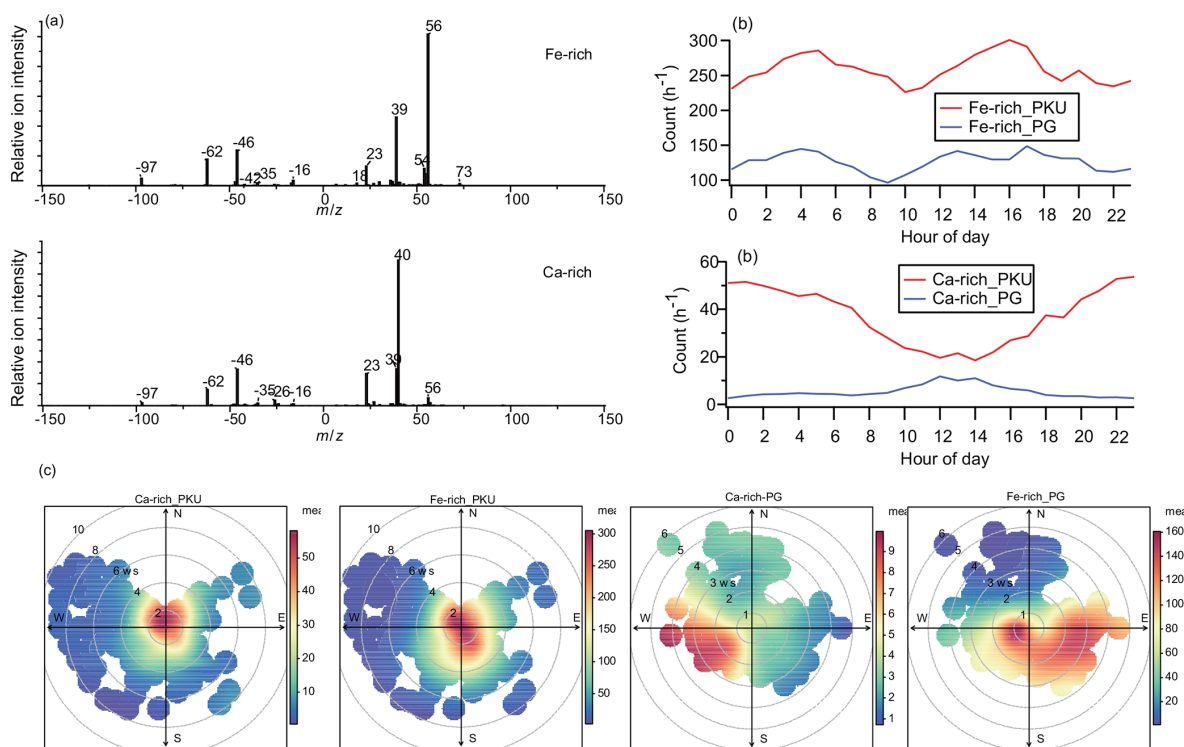 (a)
Relative ion intensity
Fe-rich
-97
-62
-46
-42
-35
-16
18
23
39
54
56
73
-150
-100
-50
0
50
100
150
m/z
Relative ion intensity
Ca-rich
-97
-62
-46
-35
-26
-16
23
39
40
56
-150
-100
-50
0
50
100
150
m/z
(b)
Count (h⁻¹)
300
250
200
150
100
Fe-rich_PKU
Fe-rich_PG
0 2 4 6 8 10 12 14 16 18 20 22
Hour of day
(b)
Count (h⁻¹)
60
40
20
0
Ca-rich_PKU
Ca-rich_PG
0 2 4 6 8 10 12 14 16 18 20 22
Hour of day
(c)
Ca-rich_PKU
N
10
8
6 w s
4
2
W
E
S
mea
50
40
30
20
10
Fe-rich_PKU
N
10
8
6 w s
4
2
W
E
S
mea
300
250
200
150
100
50
Ca-rich-PG
N
6
5
4
3 w s
2
1
W
E
S
mea
9
8
7
6
5
4
3
2
1
Fe-rich_PG
N
6
5
4
3 w s
2
1
W
E
S
mea
160
140
120
100
80
60
40
20